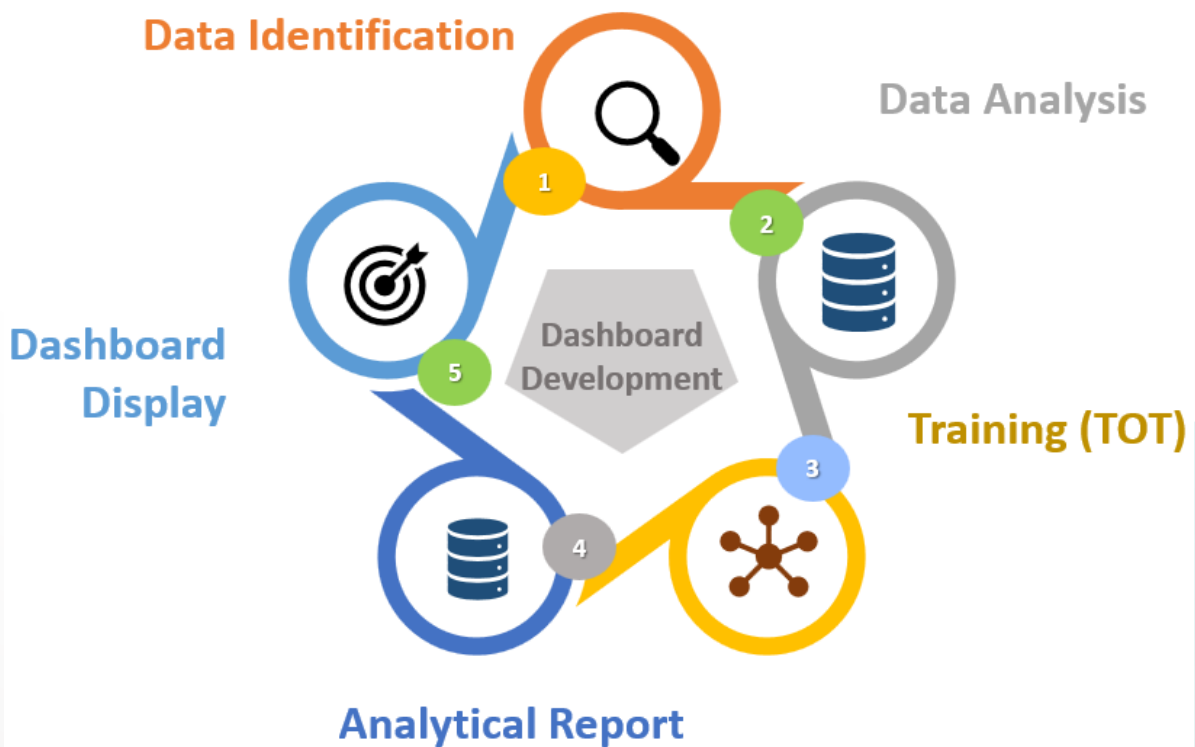 Data Identification
1
2
Data Analysis
Dashboard
Development
3
Training (TOT)
4
Analytical Report
5
Dashboard
Display